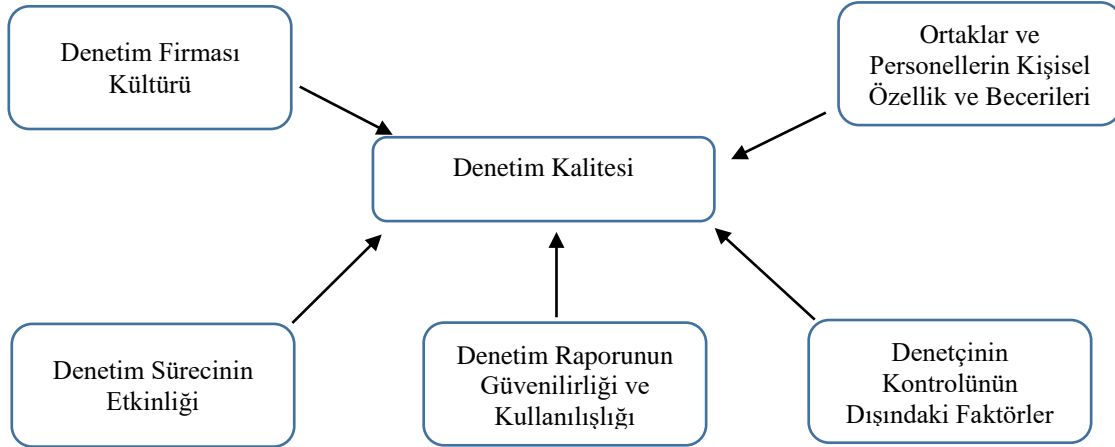 Denetim Firması
Kültürü
Ortaklar ve
Personellerin Kişisel
Özellik ve Becerileri
Denetim Kalitesi
Denetim Sürecinin
Etkinliği
Denetim Raporunun
Güvenilirliği ve
Kullanılışlığı
Denetçinin
Kontrolünün
Dışındaki Faktörler